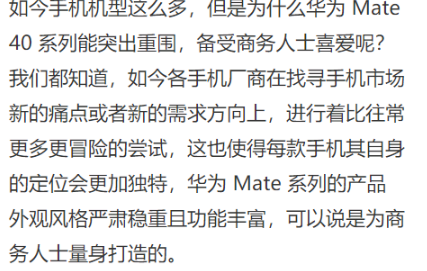 如今手机机型这么多，但是为什么华为 Mate
40 系列能突出重围，备受商务人士喜爱呢？
我们都知道，如今各手机厂商在找寻手机市场
新的痛点或者新的需求方向上，进行着比往常
更多更冒险的尝试，这也使得每款手机其自身
的定位会更加独特，华为 Mate 系列的产品
外观风格严肃稳重且功能丰富，可以说是为商
务人士量身打造的。